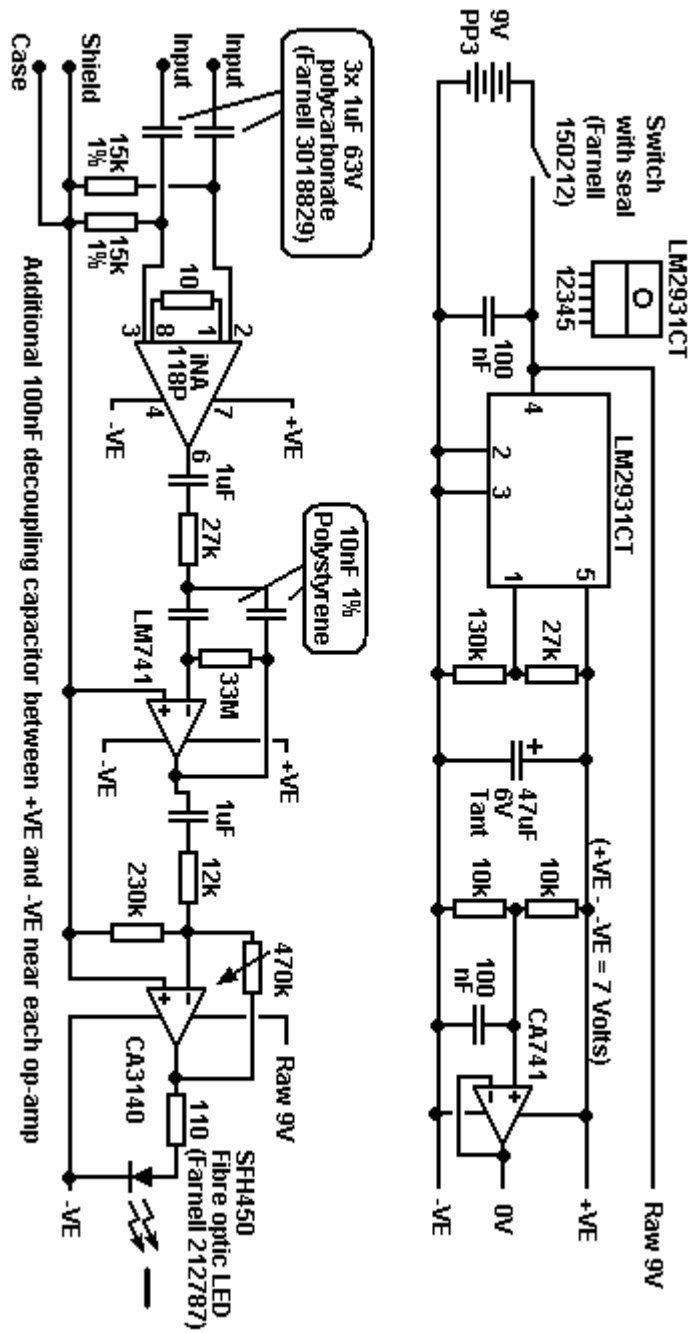 9V
PP3
Switch
with seal
(Farnell
150212)
LM2931CT
12345
100
nF
LM2931CT
4
2
3
1
5
130k
27k
47uF
6V
Tant
+
10k
10k
(+VE - -VE = 7 Volts)
100
nF
CA741
-
+
Raw 9V
+VE
0V
-VE
3x 1uF 63V
polycarbonate
(Farnell 3018829)
Input
Input
Shield
Case
15k
1%
15k
1%
10
2
1
8
3
iNA
118P
7
4
6
+VE
-VE
1uF
27k
10nF 1%
Polystyrene
33M
LM741
-
+
+VE
-VE
1uF
12k
230k
470k
-
+
CA3140
Raw 9V
110
SFH450
Fibre optic LED
(Farnell 212787)
-VE
Additional 100nF decoupling capacitor between +VE and -VE near each op-amp